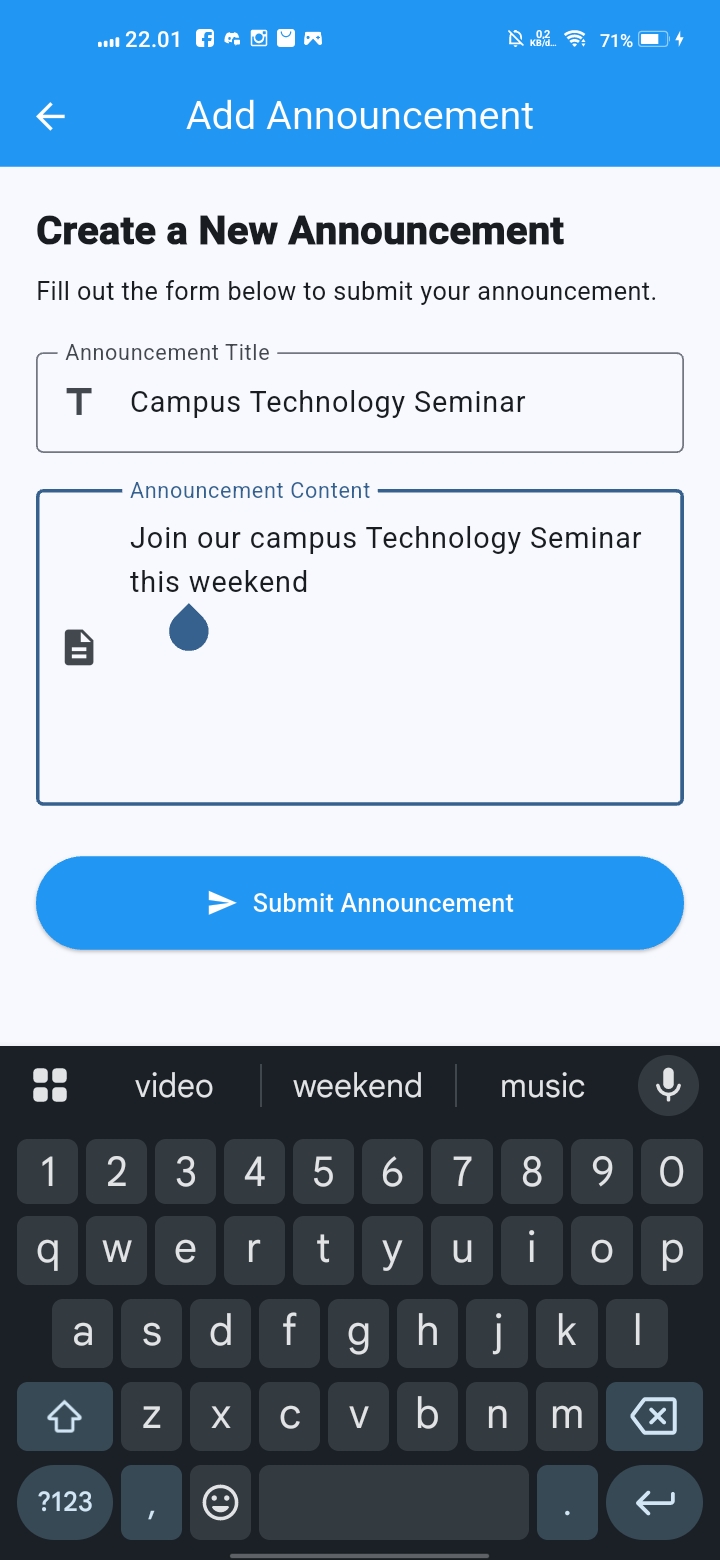 22.01
0.2
KB/d...
71%
Add Announcement
Create a New Announcement
Fill out the form below to submit your announcement.
Announcement Title
Campus Technology Seminar
Announcement Content
Join our campus Technology Seminar
this weekend
Submit Announcement
video weekend music
1 2 3 4 5 6 7 8 9 0
q w e r t y u i o p
a s d f g h j k l
z x c v b n m
?123 , .